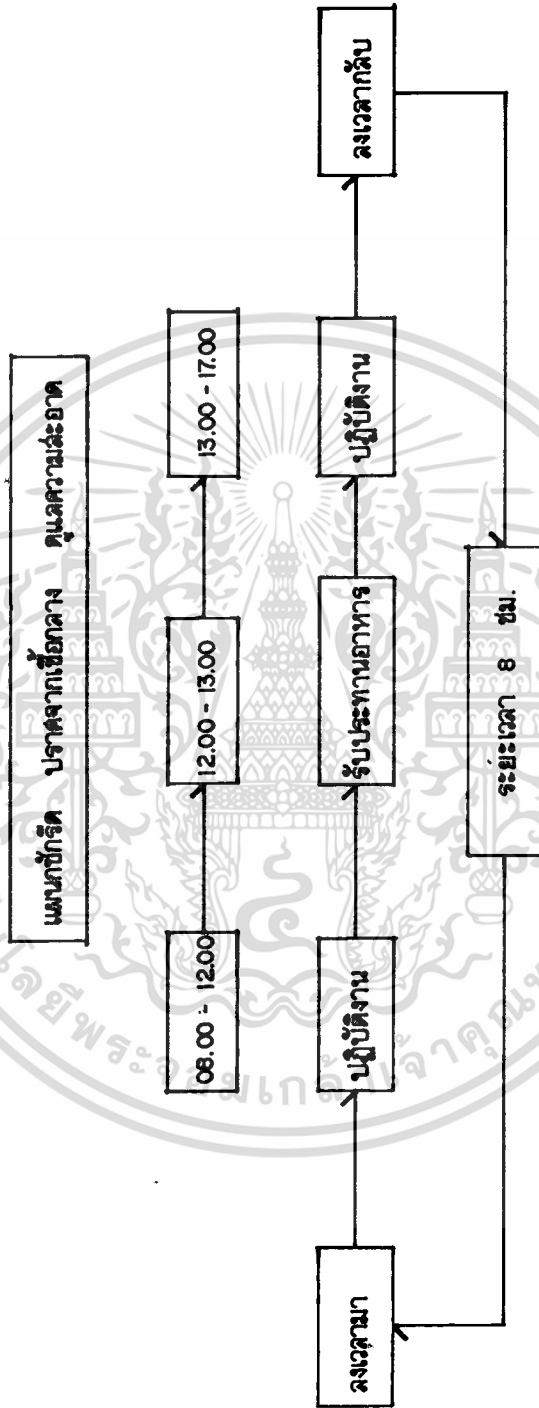 แผนกซักรีด ปราศจากเชื้อกลาง ดูแลความสะอาด
08.00 - 12.00
12.00 - 13.00
13.00 - 17.00
ลงเวลามา
ปฏิบัติงาน
รับประทานอาหาร
ปฏิบัติงาน
ลงเวลากลับ
ระยะเวลา 8 ชม.